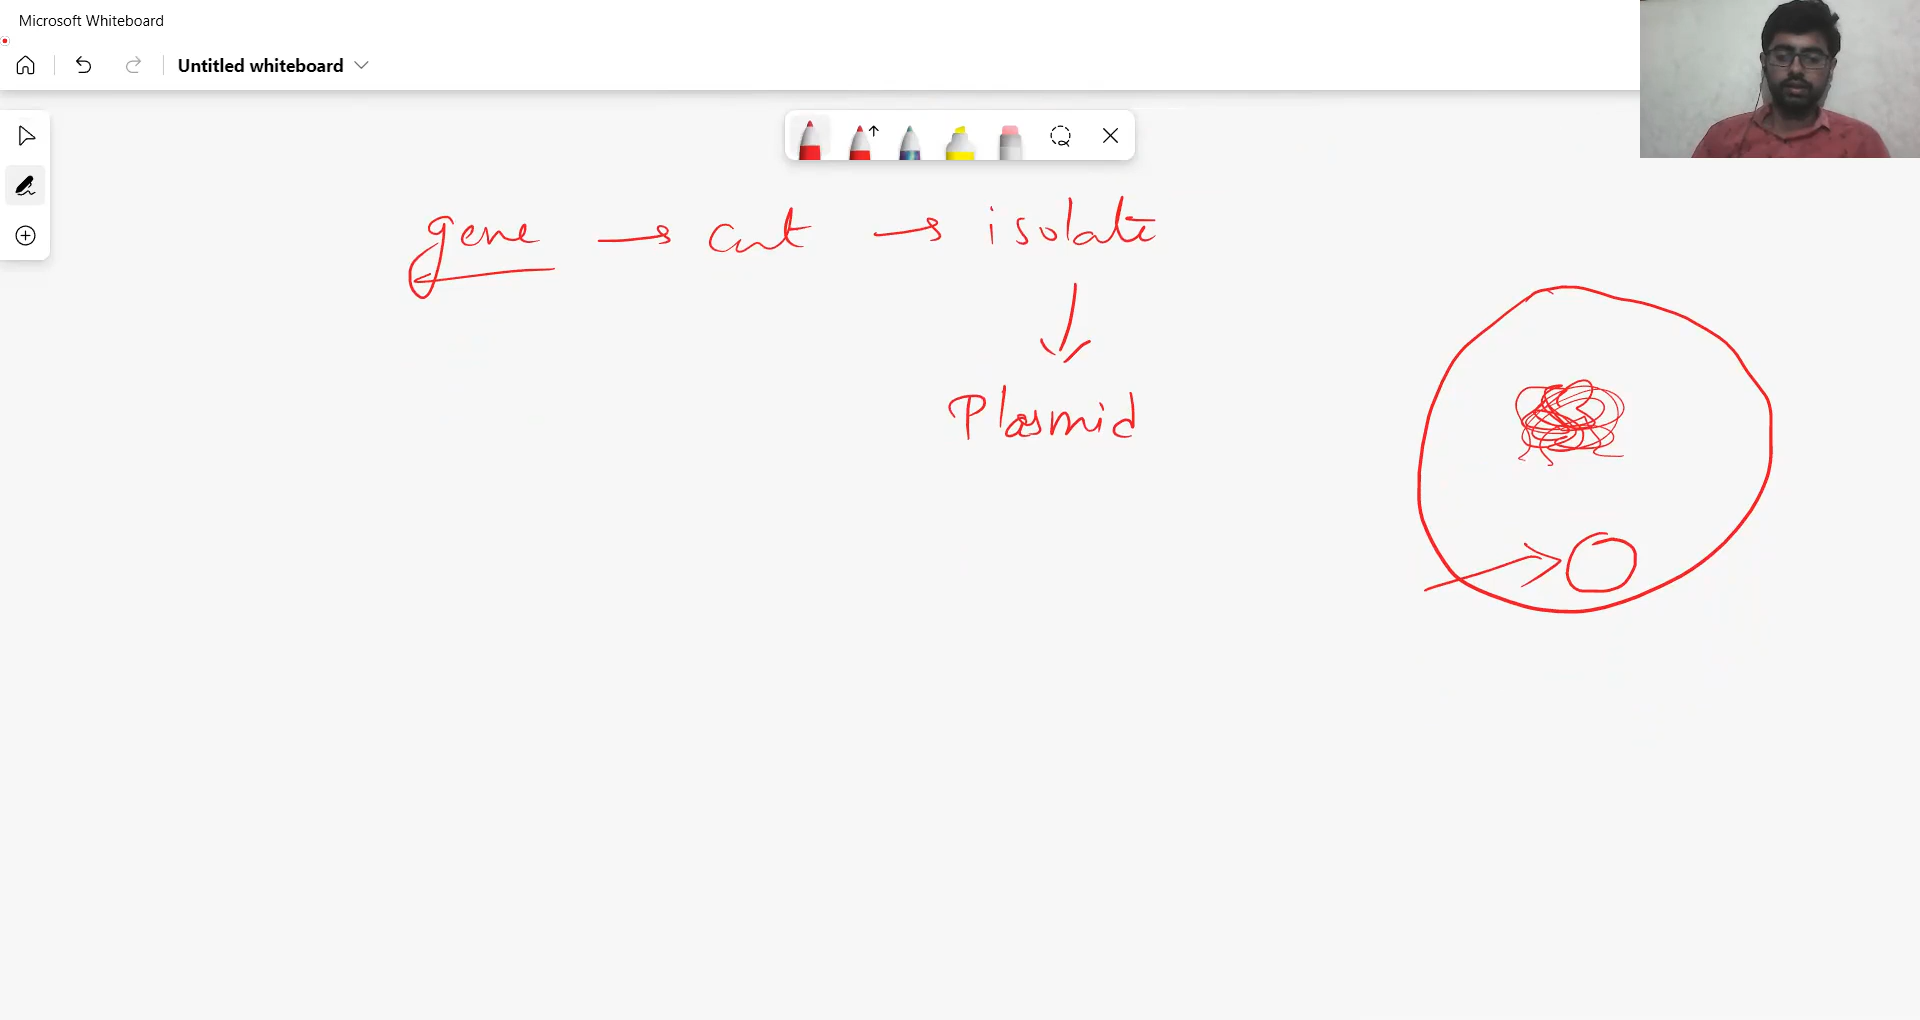 Microsoft Whiteboard
Untitled whiteboard
gene → cut → isolate
Plasmid